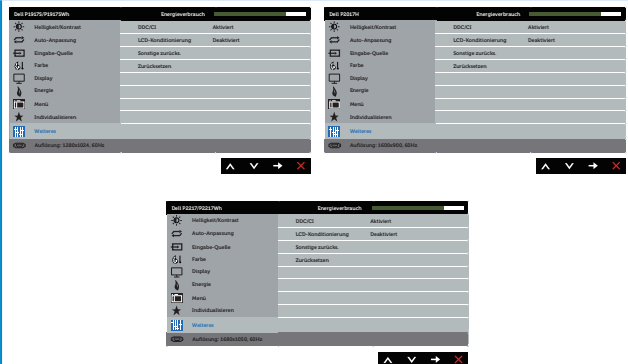 Dell P1917S/P1917SWh Energieverbrauch
Helligkeit/Kontrast DDC/CI Aktiviert
Auto-Anpassung LCD-Konditionierung Deaktiviert
Eingabe-Quelle Sonstige zurücks.
Farbe Zurücksetzen
Display
Energie
Menü
Individualisieren
Weiteres
Auflösung: 1280x1024, 60Hz
Dell P2017H Energieverbrauch
Helligkeit/Kontrast DDC/CI Aktiviert
Auto-Anpassung LCD-Konditionierung Deaktiviert
Eingabe-Quelle Sonstige zurücks.
Farbe Zurücksetzen
Display
Energie
Menü
Individualisieren
Weiteres
Auflösung: 1600x900, 60Hz
Dell P2217/P2217Wh Energieverbrauch
Helligkeit/Kontrast DDC/CI Aktiviert
Auto-Anpassung LCD-Konditionierung Deaktiviert
Eingabe-Quelle Sonstige zurücks.
Farbe Zurücksetzen
Display
Energie
Menü
Individualisieren
Weiteres
Auflösung: 1680x1050, 60Hz